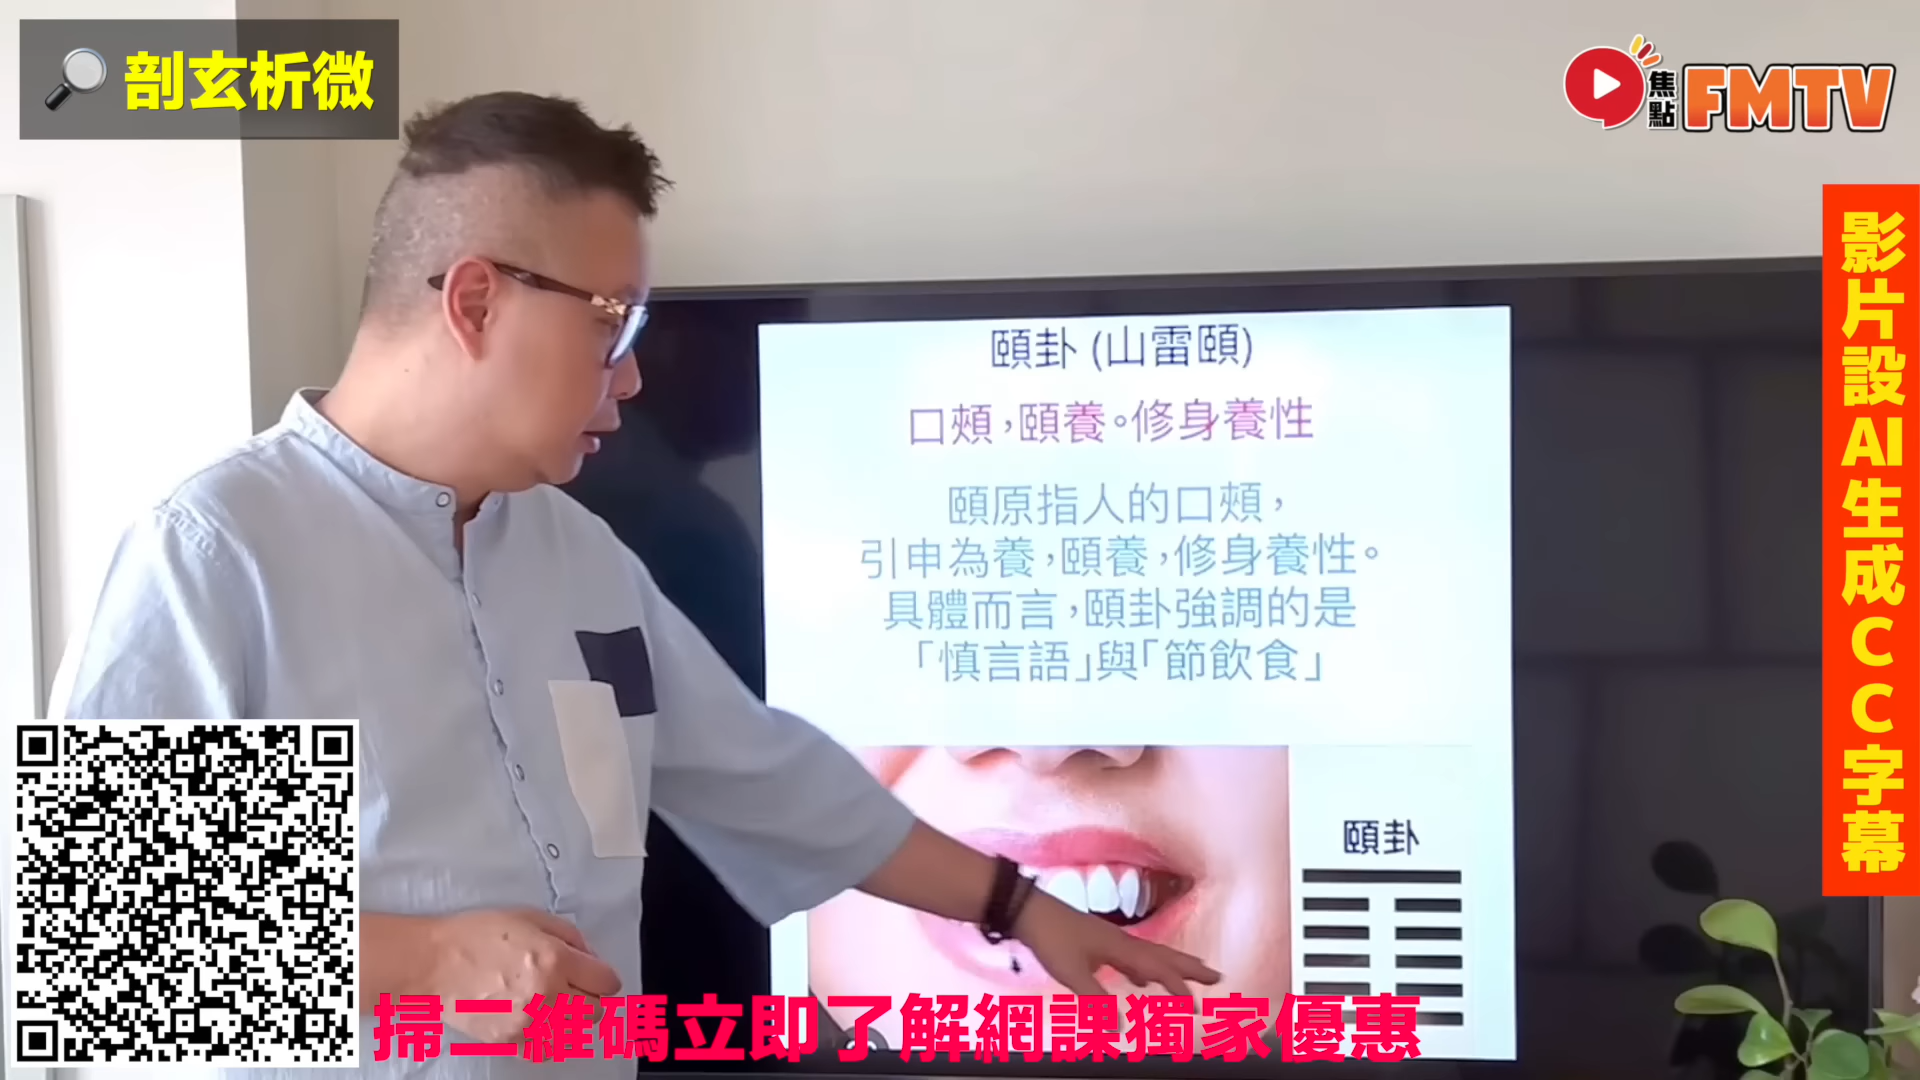 剖玄析微
焦點
FMTV
頤卦 (山雷頤)
口頰,頤養。修身養性
頤原指人的口頰,
引申為養,頤養,修身養性。
具體而言,頤卦強調的是
「慎言語」與「節飲食」
頤卦
影片設AI生成CC字幕
掃二維碼立即了解網課獨家優惠